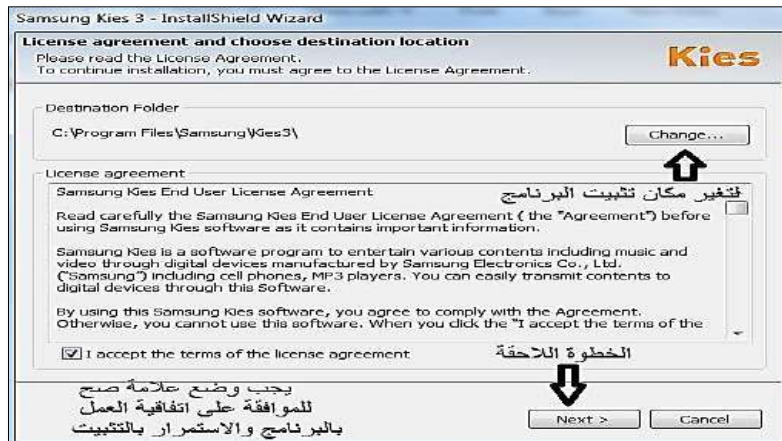 Samsung Kies 3 - InstallShield Wizard
License agreement and choose destination location
Please read the License Agreement.
To continue installation, you must agree to the License Agreement.
Kies
Destination Folder
C:\Program Files\Samsung\Kies3\
Change...
لتغير مكان تثبيت البرنامج
License agreement
Samsung Kies End User License Agreement
Read carefully the Samsung Kies End User License Agreement ( the "Agreement") before
using Samsung Kies software as it contains important information.
Samsung Kies is a software program to entertain various contents including music and
video through digital devices manufactured by Samsung Electronics Co., Ltd.
("Samsung") including cell phones, MP3 players. You can easily transmit contents to
digital devices through this Software.
By using this Samsung Kies software, you agree to comply with the Agreement.
Otherwise, you cannot use this software. When you click the "I accept the terms of the
I accept the terms of the license agreement
الخطوة اللاحقة
يجب وضع علامة صح
للموافقة على اتفاقية العمل
بالبرنامج والاستمرار بالتثبيت
Next >
Cancel